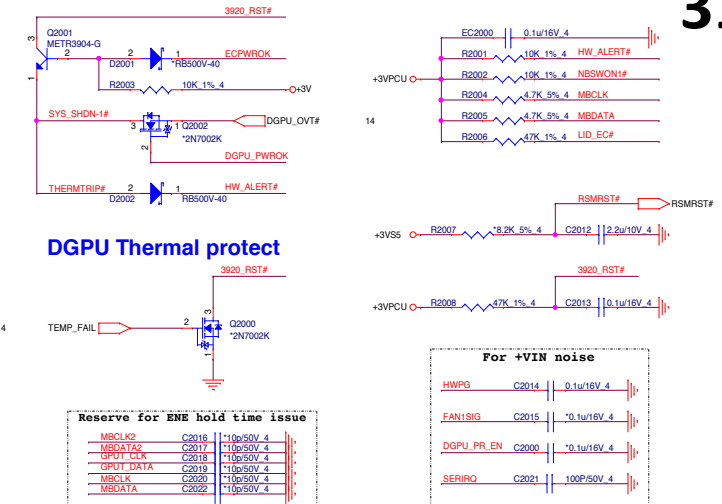 3920_RST#
3
Q2001
METR3904-G
2
1
2
1
ECPWROK
D2001
*RB500V-40
R2003
10K_1%_4
+3V
SYS_SHDN-1#
3
1
Q2002
*2N7002K
2
DGPU_OVT#
14
DGPU_PWROK
THERMTRIP#
2
1
HW_ALERT#
D2002
RB500V-40
DGPU Thermal protect
3920_RST#
4
TEMP_FAIL
2
3
1
Q2000
*2N7002K
Reserve for ENE hold time issue
MBCLK2 C2016 *10p/50V_4
MBDATA2 C2017 *10p/50V_4
GPUT_CLK C2018 *10p/50V_4
GPUT_DATA C2019 *10p/50V_4
MBCLK C2020 *10p/50V_4
MBDATA C2022 *10p/50V_4
3
EC2000 0.1u/16V_4
R2001 10K_1%_4 HW_ALERT#
+3VPCU
R2002 10K_1%_4 NBSWON1#
R2004 4.7K_5%_4 MBCLK
R2005 4.7K_5%_4 MBDATA
R2006 47K_1%_4 LID_EC#
RSMRST#
RSMRST#
+3VS5 R2007 *8.2K_5%_4 C2012 2.2u/10V_4
3920_RST#
+3VPCU R2008 47K_1%_4 C2013 0.1u/16V_4
For +VIN noise
HWPG C2014 0.1u/16V_4
FAN1SIG C2015 *0.1u/16V_4
DGPU_PR_EN C2000 *0.1u/16V_4
SERIRQ C2021 100P/50V_4